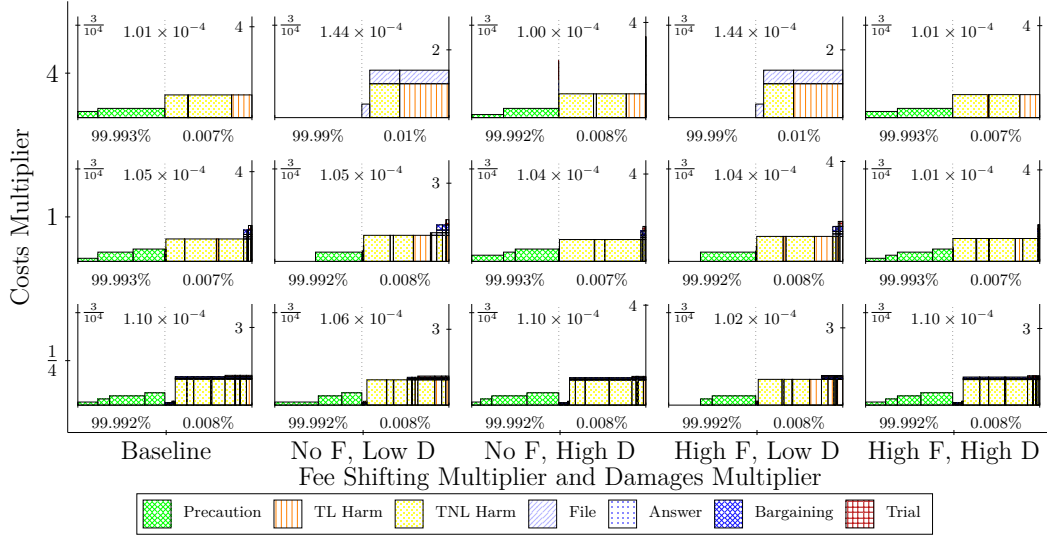 3/10⁴ 1.01 × 10⁻⁴ 4 3/10⁴ 1.44 × 10⁻⁴ 2 3/10⁴ 1.00 × 10⁻⁴ 4 3/10⁴ 1.44 × 10⁻⁴ 2 3/10⁴ 1.01 × 10⁻⁴ 4
4
99.993% 0.007% 99.99% 0.01% 99.992% 0.008% 99.99% 0.01% 99.993% 0.007%
3/10⁴ 1.05 × 10⁻⁴ 4 3/10⁴ 1.05 × 10⁻⁴ 3 3/10⁴ 1.04 × 10⁻⁴ 4 3/10⁴ 1.04 × 10⁻⁴ 4 3/10⁴ 1.01 × 10⁻⁴ 4
1
99.993% 0.007% 99.992% 0.008% 99.993% 0.007% 99.992% 0.008% 99.993% 0.007%
3/10⁴ 1.10 × 10⁻⁴ 3 3/10⁴ 1.06 × 10⁻⁴ 3 3/10⁴ 1.10 × 10⁻⁴ 4 3/10⁴ 1.02 × 10⁻⁴ 3 3/10⁴ 1.10 × 10⁻⁴ 3
1/4
99.992% 0.008% 99.992% 0.008% 99.992% 0.008% 99.992% 0.008% 99.992% 0.008%
Costs Multiplier
Baseline No F, Low D No F, High D High F, Low D High F, High D
Fee Shifting Multiplier and Damages Multiplier
Precaution TL Harm TNL Harm File Answer Bargaining Trial